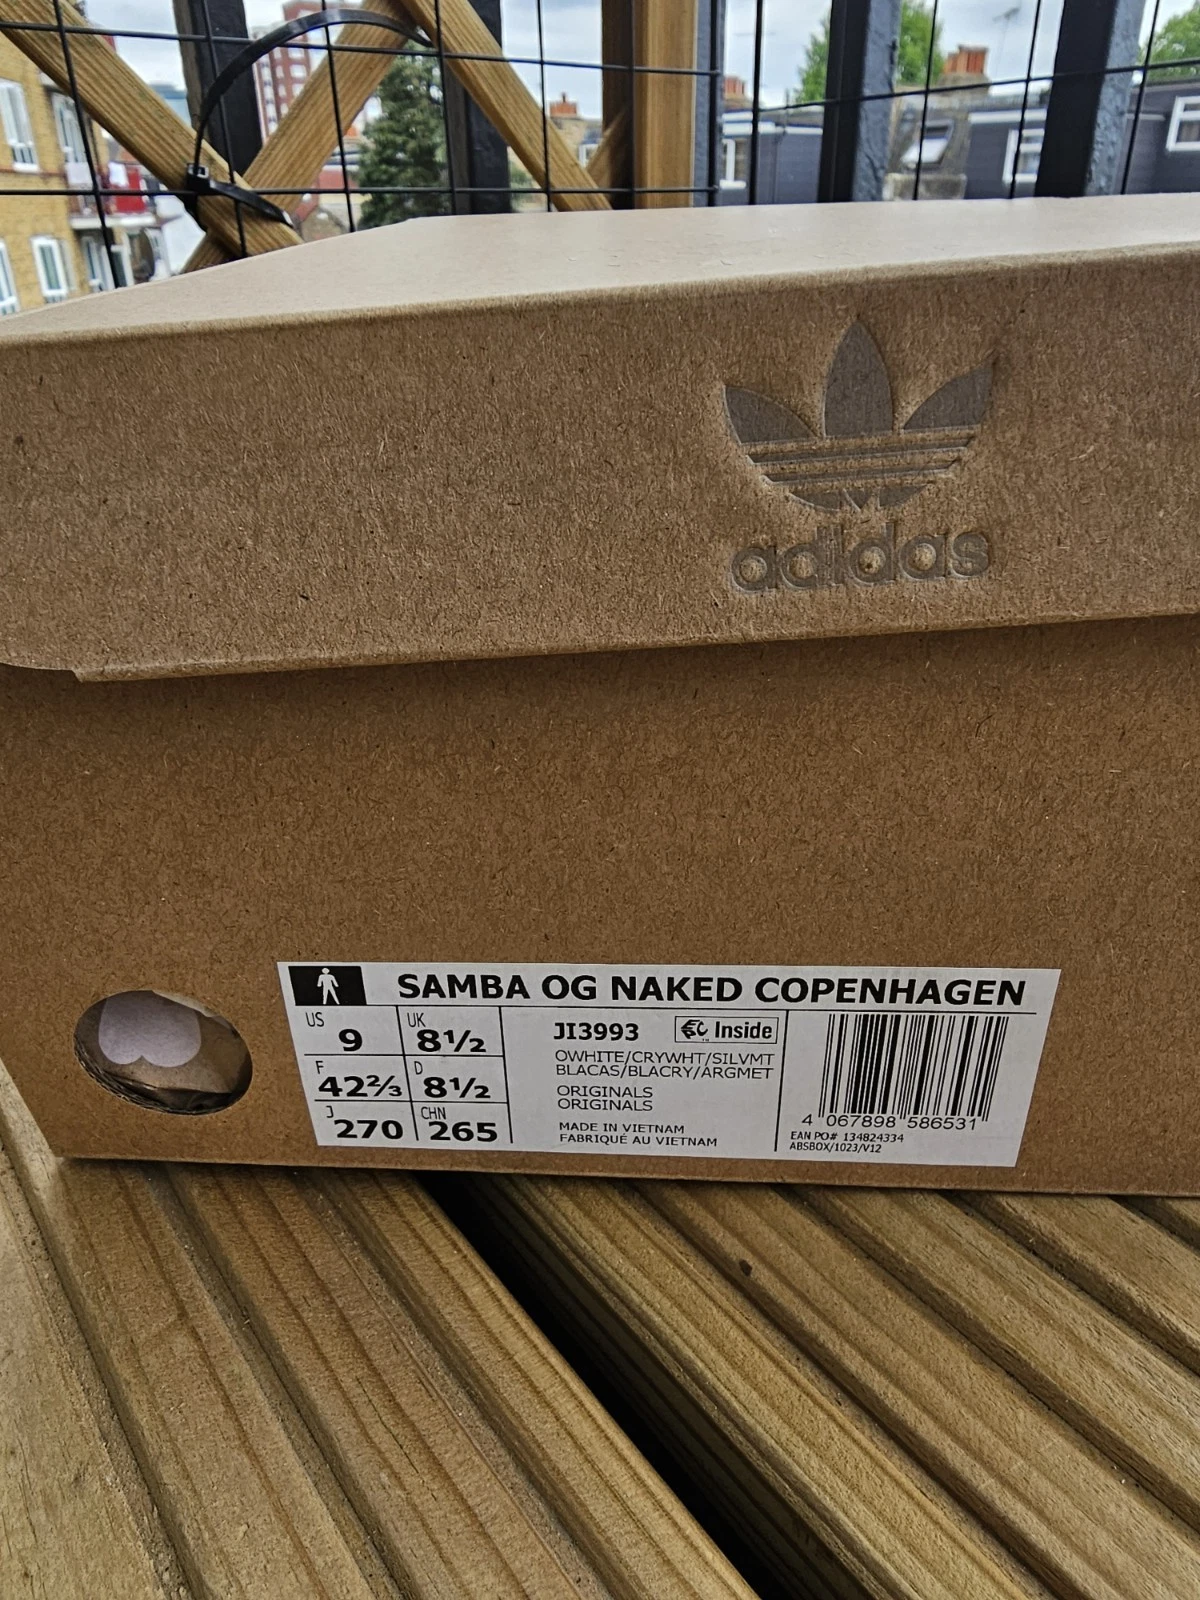 adidas
SAMBA OG NAKED COPENHAGEN
US
9
UK
8½
F
42⅔
D
8½
J
270
CHN
265
JI3993
Inside
OWHITE/CRYWHT/SILVMT
BLACAS/BLACRY/ARGMET
ORIGINALS
ORIGINALS
MADE IN VIETNAM
FABRIQUÉ AU VIETNAM
4 067898 586531
EAN PO# 134824334
ABSBOX/1023/V12